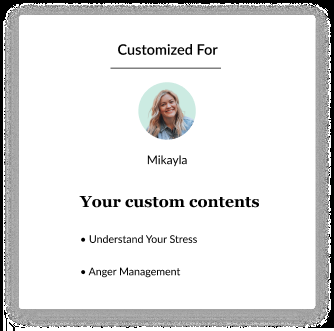 Customized For
Mikayla
Your custom contents
• Understand Your Stress
• Anger Management